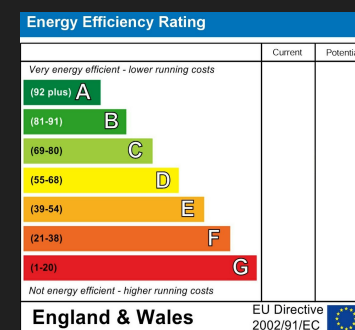 Energy Efficiency Rating
Current
Very energy efficient - lower running costs
(92 plus) A
(81-91) B
(69-80) C
(55-68) D
(39-54) E
(21-38) F
(1-20) G
Not energy efficient - higher running costs
England & Wales
EU Directive
2002/91/EC